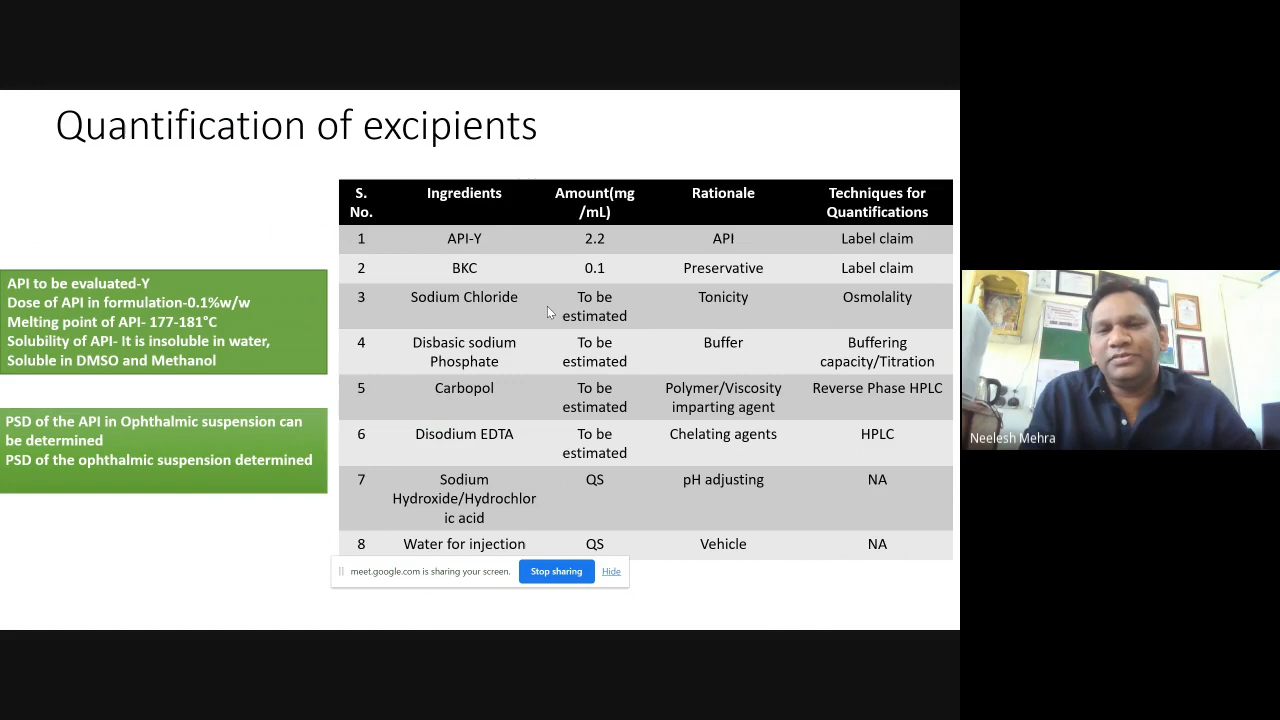 Quantification of excipients
S. No. Ingredients Amount(mg /mL) Rationale Techniques for Quantifications
1 API-Y 2.2 API Label claim
2 BKC 0.1 Preservative Label claim
3 Sodium Chloride To be estimated Tonicity Osmolality
4 Disbasic sodium Phosphate To be estimated Buffer Buffering capacity/Titration
5 Carbopol To be estimated Polymer/Viscosity imparting agent Reverse Phase HPLC
6 Disodium EDTA To be estimated Chelating agents HPLC
7 Sodium Hydroxide/Hydrochlor ic acid QS pH adjusting NA
8 Water for injection QS Vehicle NA
API to be evaluated-Y
Dose of API in formulation-0.1%w/w
Melting point of API- 177-181°C
Solubility of API- It is insoluble in water,
Soluble in DMSO and Methanol
PSD of the API in Ophthalmic suspension can
be determined
PSD of the ophthalmic suspension determined
meet.google.com is sharing your screen. Stop sharing Hide
Neelesh Mehra